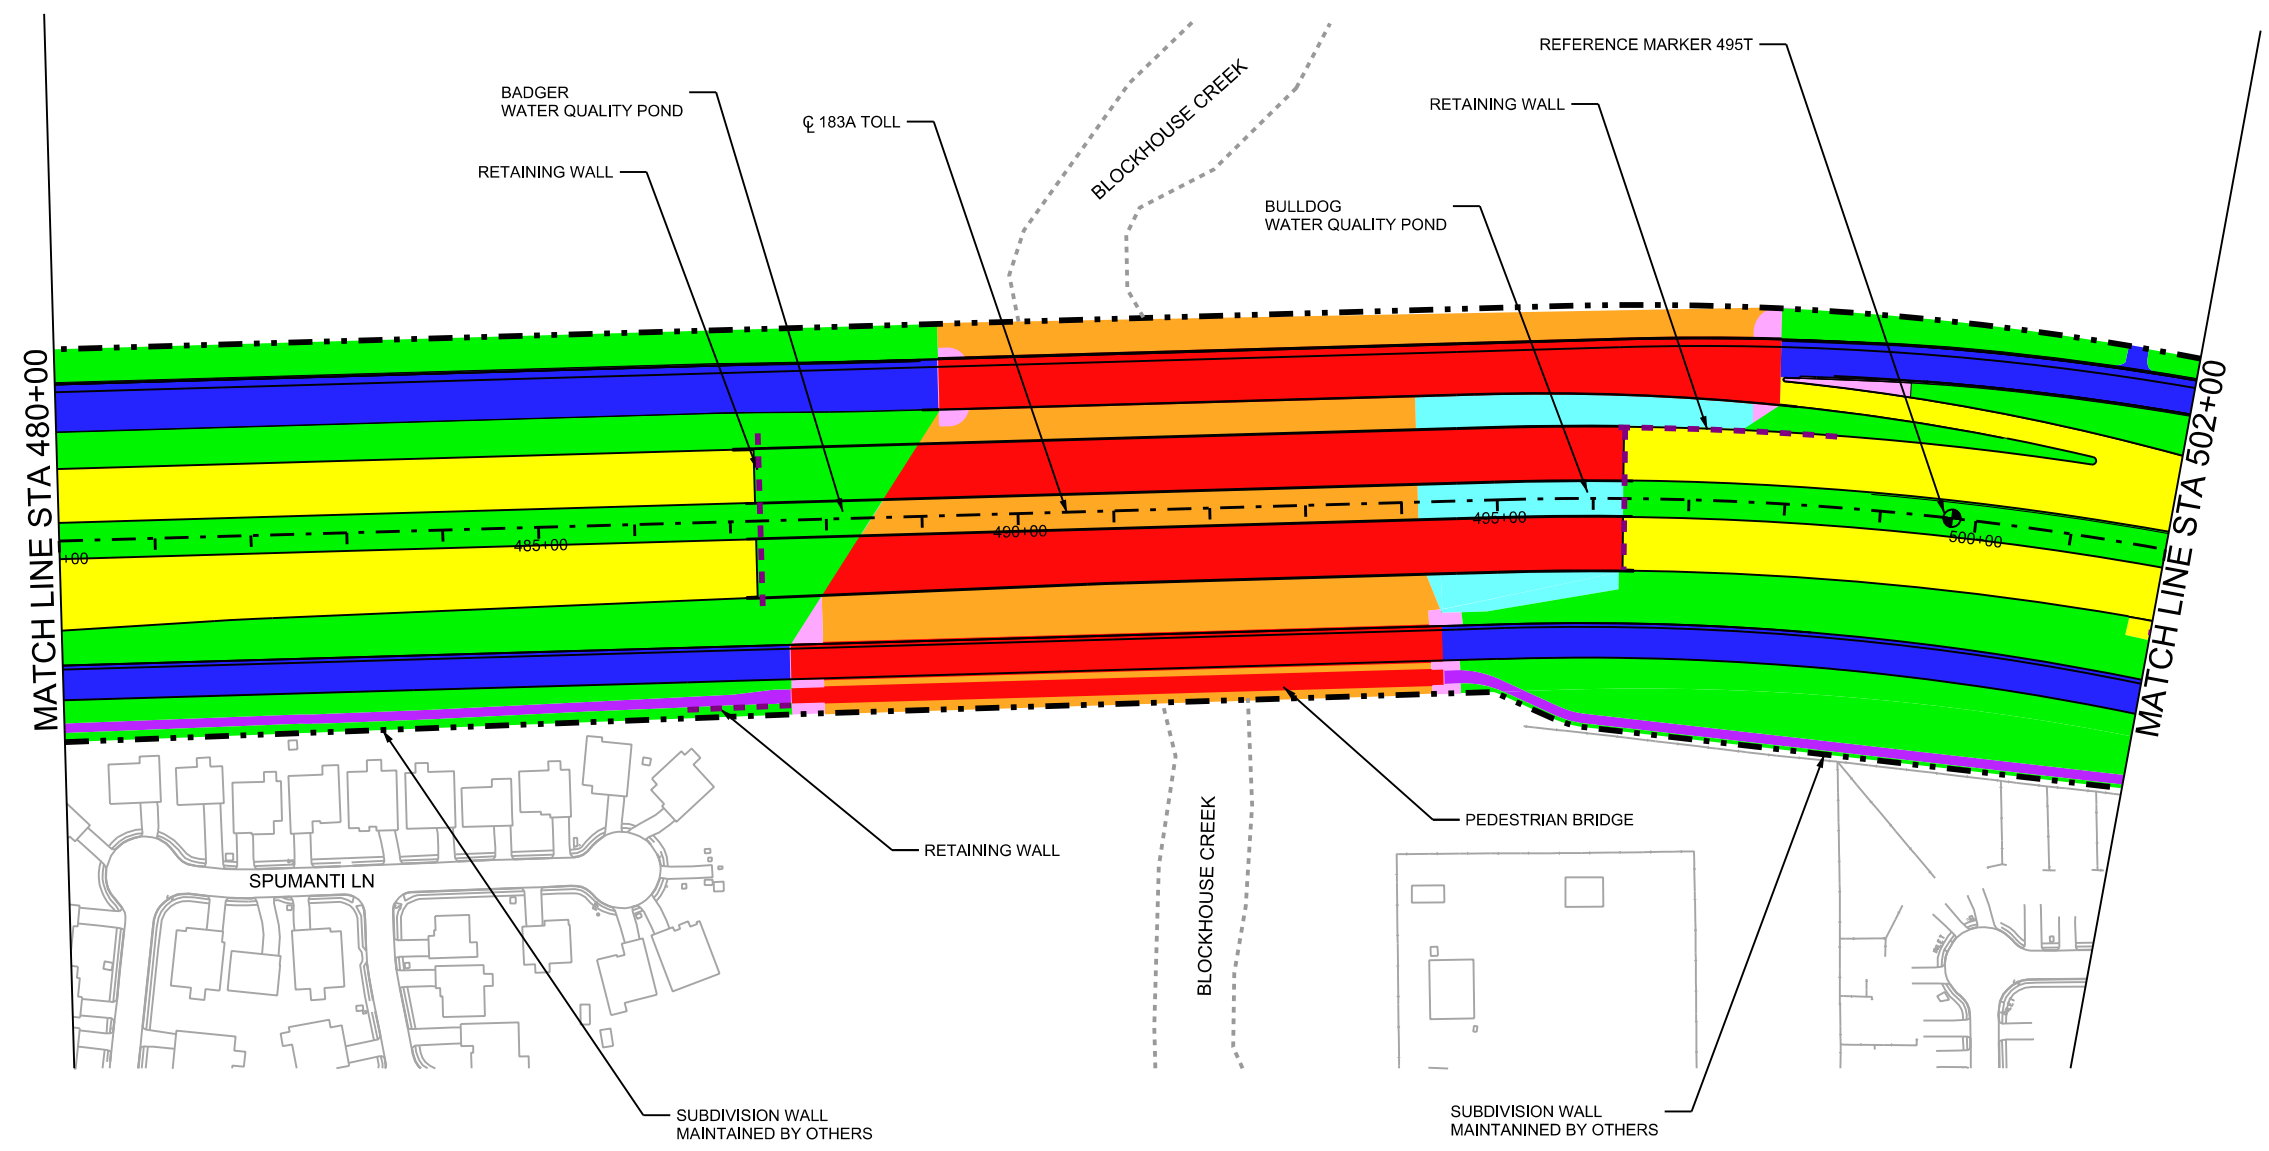 REFERENCE MARKER 495T
BADGER
WATER QUALITY POND
RETAINING WALL
℄ 183A TOLL
BLOCKHOUSE CREEK
RETAINING WALL
BULLDOG
WATER QUALITY POND
MATCH LINE STA 480+00
MATCH LINE STA 502+00
+00
485+00
490+00
495+00
500+00
PEDESTRIAN BRIDGE
RETAINING WALL
SPUMANTI LN
BLOCKHOUSE CREEK
SUBDIVISION WALL
MAINTAINED BY OTHERS
SUBDIVISION WALL
MAINTANINED BY OTHERS